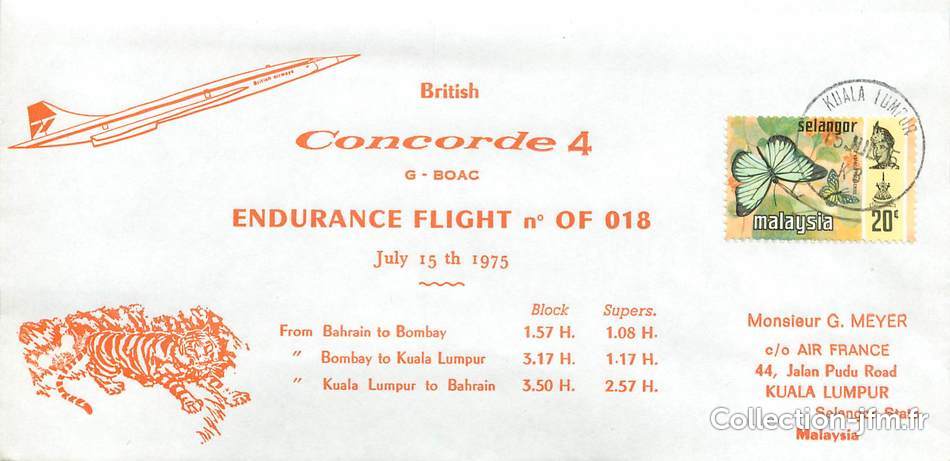 British airways
British
Concorde 4
G - BOAC
ENDURANCE FLIGHT n° OF 018
July 15 th 1975
Block Supers.
From Bahrain to Bombay 1.57 H. 1.08 H.
" Bombay to Kuala Lumpur 3.17 H. 1.17 H.
" Kuala Lumpur to Bahrain 3.50 H. 2.57 H.
KUALA LUMPUR
selangor
malaysia
20c
Monsieur G. MEYER
c/o AIR FRANCE
44, Jalan Pudu Road
KUALA LUMPUR
Selangor State
Malaysia
Collection-jfm.fr